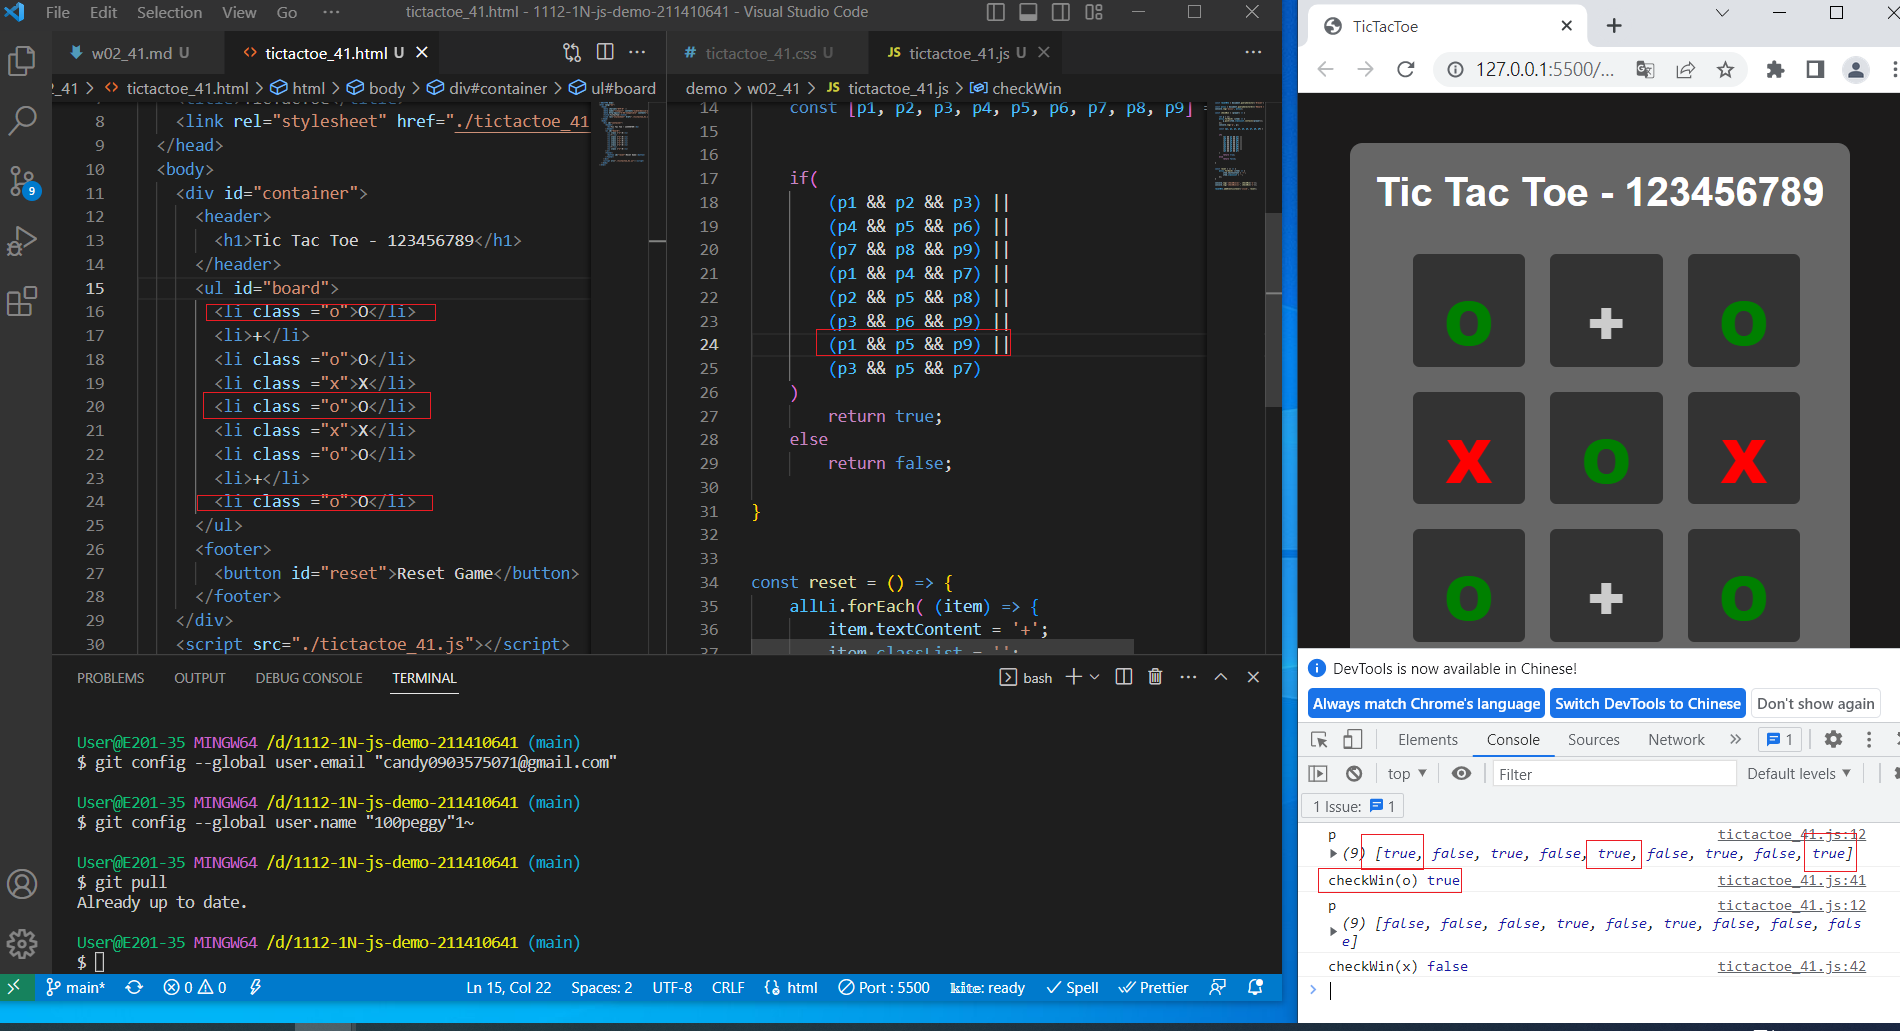 File Edit Selection View Go ··· tictactoe_41.html - 1112-1N-js-demo-211410641 - Visual Studio Code
w02_41.md U
tictactoe_41.html U
_41 > tictactoe_41.html > html > body > div#container > ul#board
8 <link rel="stylesheet" href="./tictactoe_41
9 </head>
10 <body>
11 <div id="container">
12 <header>
13 <h1>Tic Tac Toe - 123456789</h1>
14 </header>
15 <ul id="board">
16 <li class ="o">O</li>
17 <li>+</li>
18 <li class ="o">O</li>
19 <li class ="x">X</li>
20 <li class ="o">O</li>
21 <li class ="x">X</li>
22 <li class ="o">O</li>
23 <li>+</li>
24 <li class ="o">O</li>
25 </ul>
26 <footer>
27 <button id="reset">Reset Game</button>
28 </footer>
29 </div>
30 <script src="./tictactoe_41.js"></script>
# tictactoe_41.css U
JS tictactoe_41.js U
demo > w02_41 > JS tictactoe_41.js > checkWin
14 const [p1, p2, p3, p4, p5, p6, p7, p8, p9] =
15
16
17 if(
18 (p1 && p2 && p3) ||
19 (p4 && p5 && p6) ||
20 (p7 && p8 && p9) ||
21 (p1 && p4 && p7) ||
22 (p2 && p5 && p8) ||
23 (p3 && p6 && p9) ||
24 (p1 && p5 && p9) ||
25 (p3 && p5 && p7)
26 )
27 return true;
28 else
29 return false;
30
31 }
32
33
34 const reset = () => {
35 allLi.forEach( (item) => {
36 item.textContent = '+';
37 item.classList = '';
PROBLEMS OUTPUT DEBUG CONSOLE TERMINAL
bash
User@E201-35 MINGW64 /d/1112-1N-js-demo-211410641 (main)
$ git config --global user.email "candy0903575071@gmail.com"
User@E201-35 MINGW64 /d/1112-1N-js-demo-211410641 (main)
$ git config --global user.name "100peggy"1~
User@E201-35 MINGW64 /d/1112-1N-js-demo-211410641 (main)
$ git pull
Already up to date.
User@E201-35 MINGW64 /d/1112-1N-js-demo-211410641 (main)
$
9
main* 0 0 Ln 15, Col 22 Spaces: 2 UTF-8 CRLF html Port : 5500 kite: ready Spell Prettier
TicTacToe
127.0.0.1:5500/...
Tic Tac Toe - 123456789
O + O
X O X
O + O
DevTools is now available in Chinese!
Always match Chrome's language Switch DevTools to Chinese Don't show again
Elements Console Sources Network » 1
top Filter Default levels
1 Issue: 1
p tictactoe_41.js:12
(9) [true, false, true, false, true, false, true, false, true]
checkWin(o) true tictactoe_41.js:41
p tictactoe_41.js:12
(9) [false, false, false, true, false, true, false, false, fals
e]
checkWin(x) false tictactoe_41.js:42